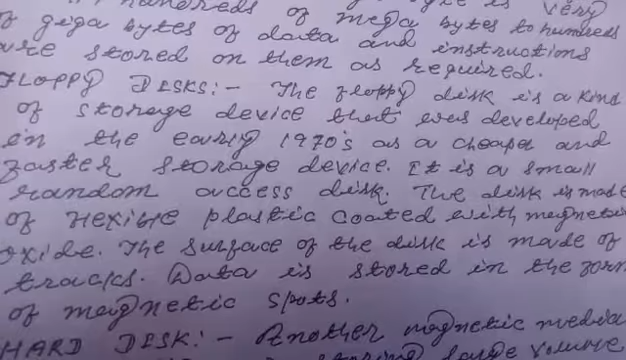 hundreds of mega bytes to hundreds
of gega bytes of data and instructions
are stored on them as required.
FLOPPY DISKS:- The floppy disk is a kind
of storage device that was developed
in the early 1970's as a cheaper and
faster storage device. It is a small
random access disk. The disk is made
of flexible plastic coated with magnetic
oxide. The surface of the disk is made of
tracks. Data is stored in the form
of magnetic spots.
HARD DISK:- Another magnetic media
storing large volume